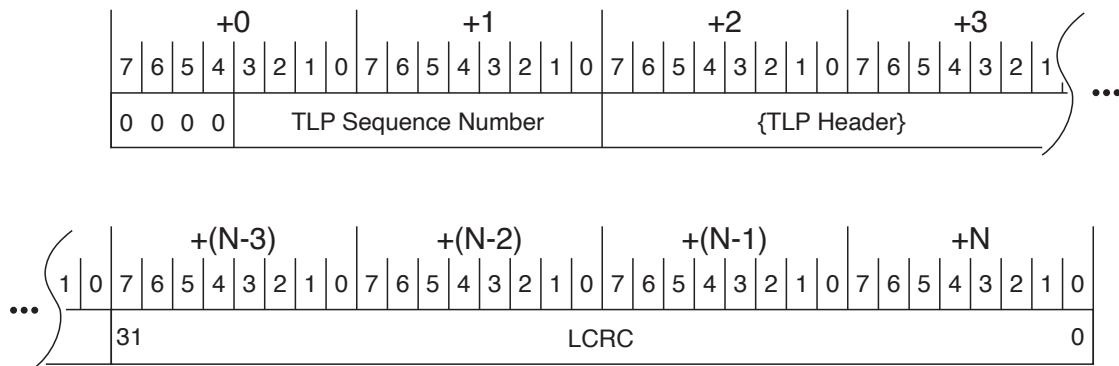 +0 +1 +2 +3
7 6 5 4 3 2 1 0 7 6 5 4 3 2 1 0 7 6 5 4 3 2 1 0 7 6 5 4 3 2 1
•••
0 0 0 0 TLP Sequence Number {TLP Header}
+(N-3) +(N-2) +(N-1) +N
1 0 7 6 5 4 3 2 1 0 7 6 5 4 3 2 1 0 7 6 5 4 3 2 1 0 7 6 5 4 3 2 1 0
•••
31 LCRC 0